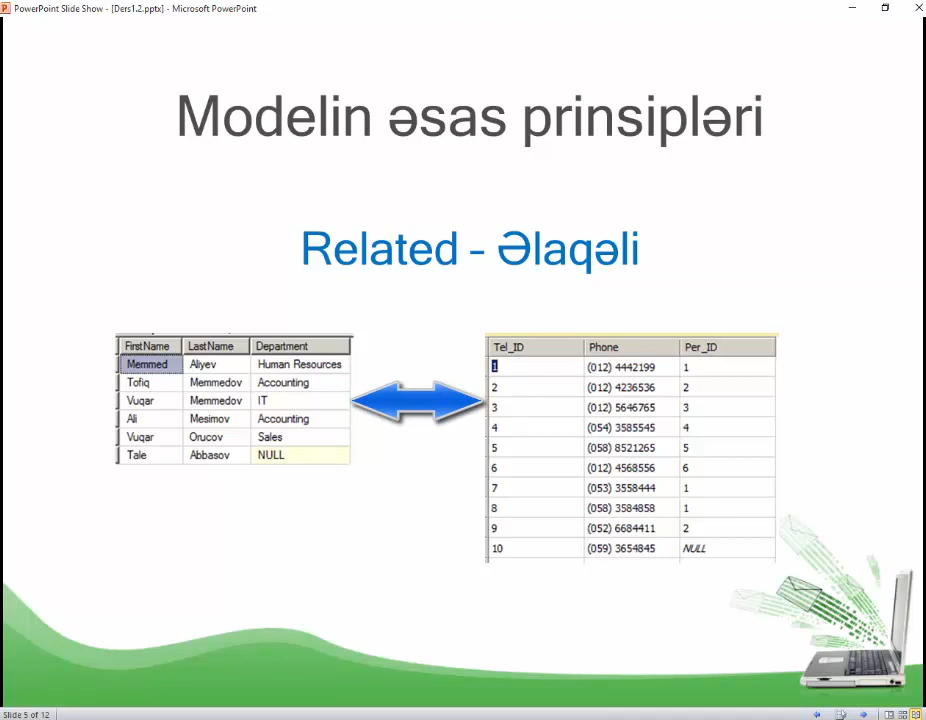 PowerPoint Slide Show - [Ders1.2.pptx] - Microsoft PowerPoint
Modelin əsas prinsipləri
Related – Əlaqəli
FirstName LastName Department
Memmed Aliyev Human Resources
Tofiq Memmedov Accounting
Vuqar Memmedov IT
Ali Mesimov Accounting
Vuqar Orucov Sales
Tale Abbasov NULL
Tel_ID Phone Per_ID
1 (012) 4442199 1
2 (012) 4236536 2
3 (012) 5646765 3
4 (054) 3585545 4
5 (058) 8521265 5
6 (012) 4568556 6
7 (053) 3558444 1
8 (058) 3584858 1
9 (052) 6684411 2
10 (059) 3654845 NULL
Slide 5 of 12